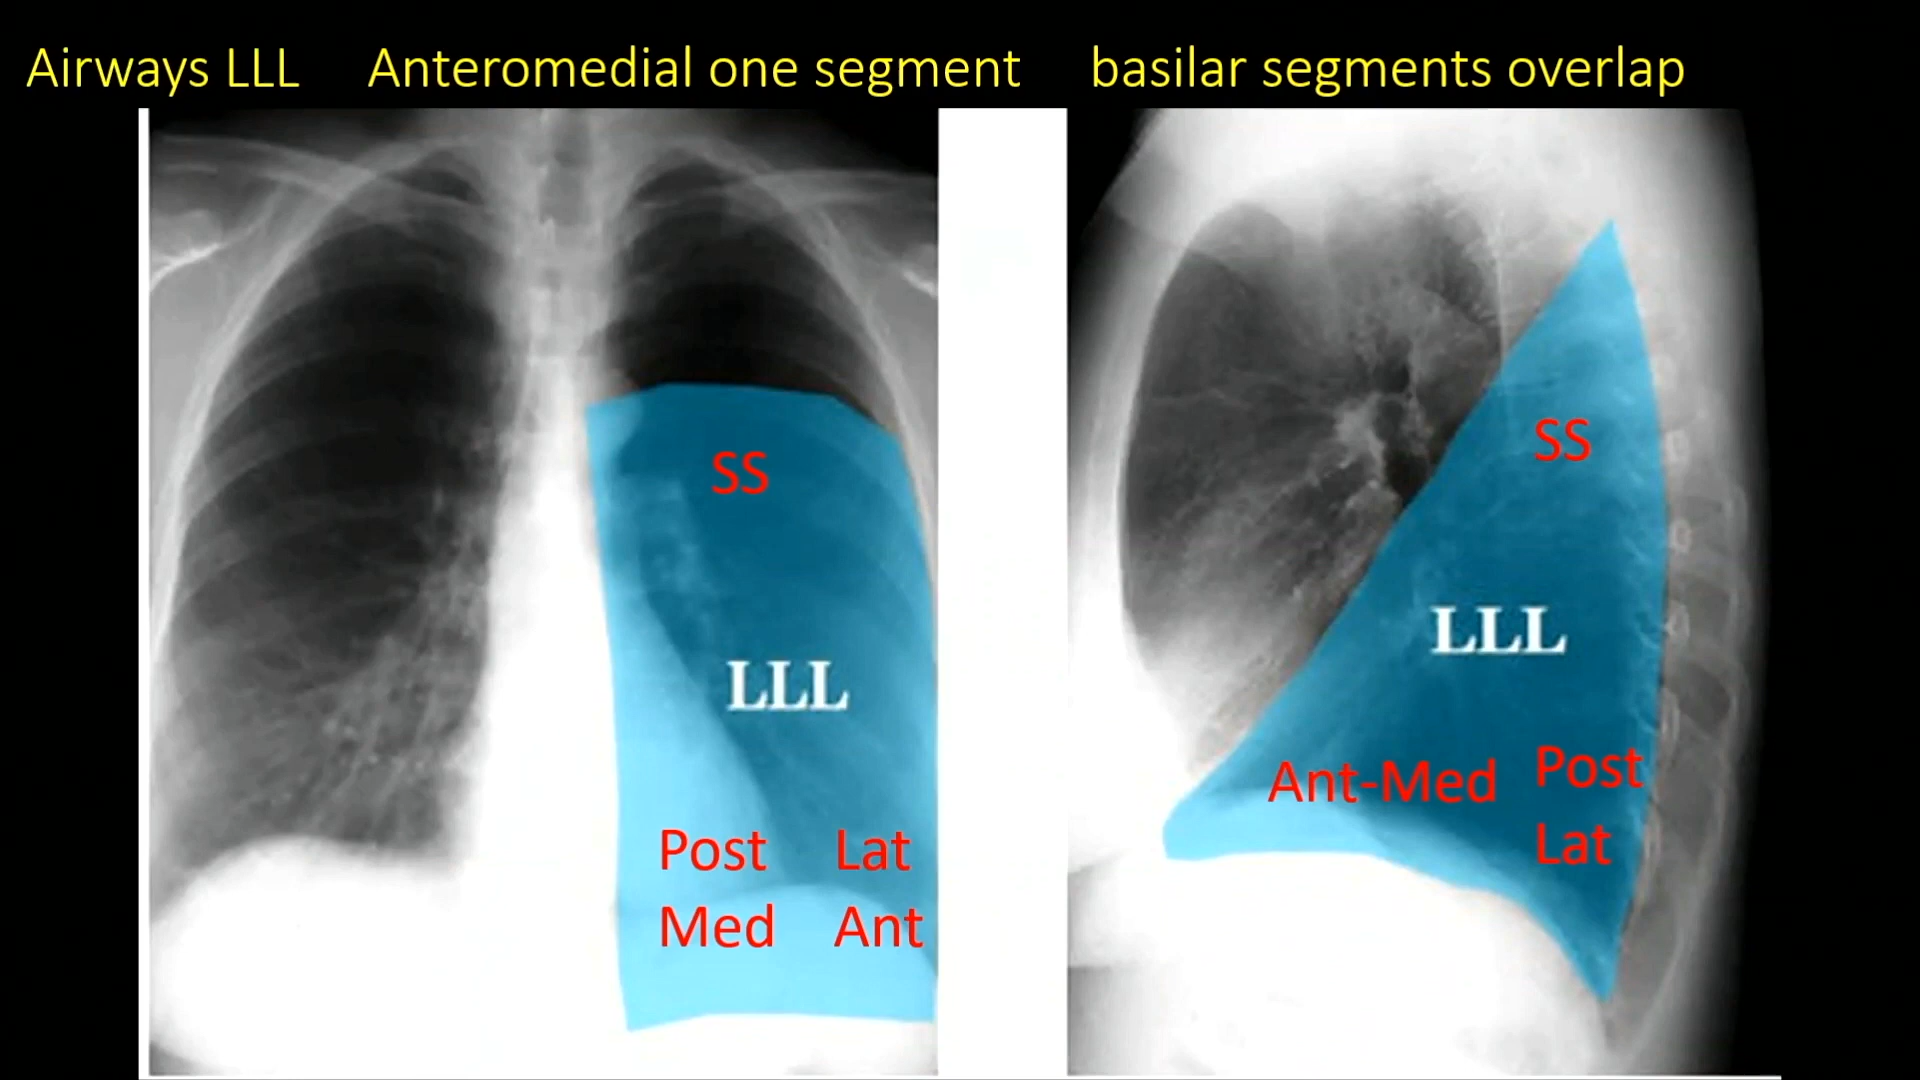 Airways LLL Anteromedial one segment basilar segments overlap
SS
LLL
Post Lat
Med Ant
SS
LLL
Ant-Med Post
Lat